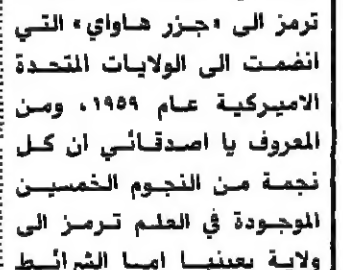 ترمز الى «جزر هاواي» التي
انضمت الى الولايات المتحدة
الاميركية عام ١٩٥٩، ومن
المعروف يا اصدقائي ان كل
نجمة من النجوم الخمسين
الموجودة في العلم ترمز الى
ولاية بعينها اما الشرائط